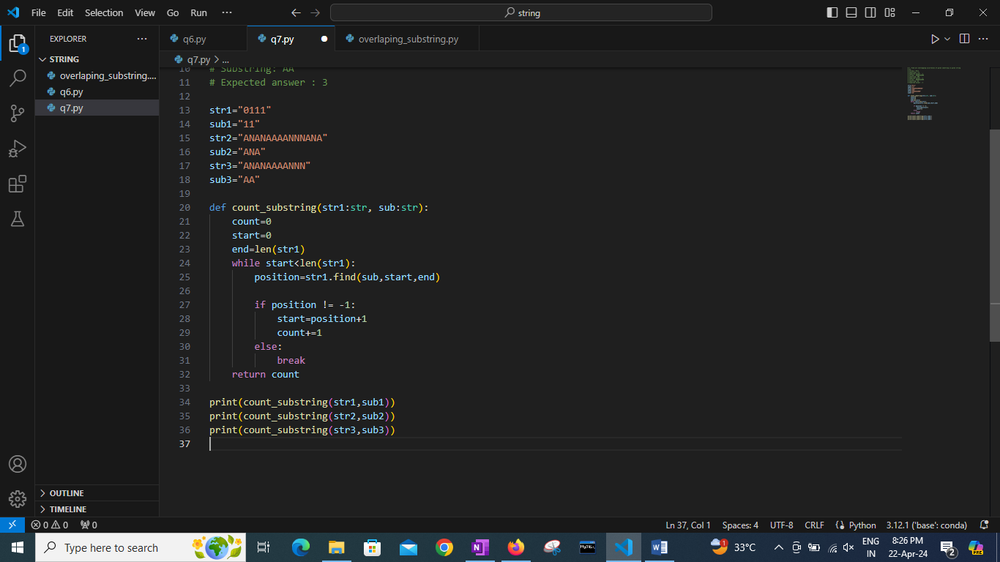 File Edit Selection View Go Run ··· string
EXPLORER ···
q6.py
q7.py
overlaping_substring.py
STRING
overlaping_substring....
q6.py
q7.py
OUTLINE
TIMELINE
q7.py > ...
10 # Substring: AA
11 # Expected answer : 3
12
13 str1="0111"
14 sub1="11"
15 str2="ANANAAAANNNANA"
16 sub2="ANA"
17 str3="ANANAAAANNN"
18 sub3="AA"
19
20 def count_substring(str1:str, sub:str):
21     count=0
22     start=0
23     end=len(str1)
24     while start<len(str1):
25         position=str1.find(sub,start,end)
26
27         if position != -1:
28             start=position+1
29             count+=1
30         else:
31             break
32     return count
33
34 print(count_substring(str1,sub1))
35 print(count_substring(str2,sub2))
36 print(count_substring(str3,sub3))
37
1
0 0 0 Ln 37, Col 1 Spaces: 4 UTF-8 CRLF Python 3.12.1 ('base': conda)
Type here to search
MySQL
33°C
1
ENG
IN
8:26 PM
22-Apr-24
2
PRE